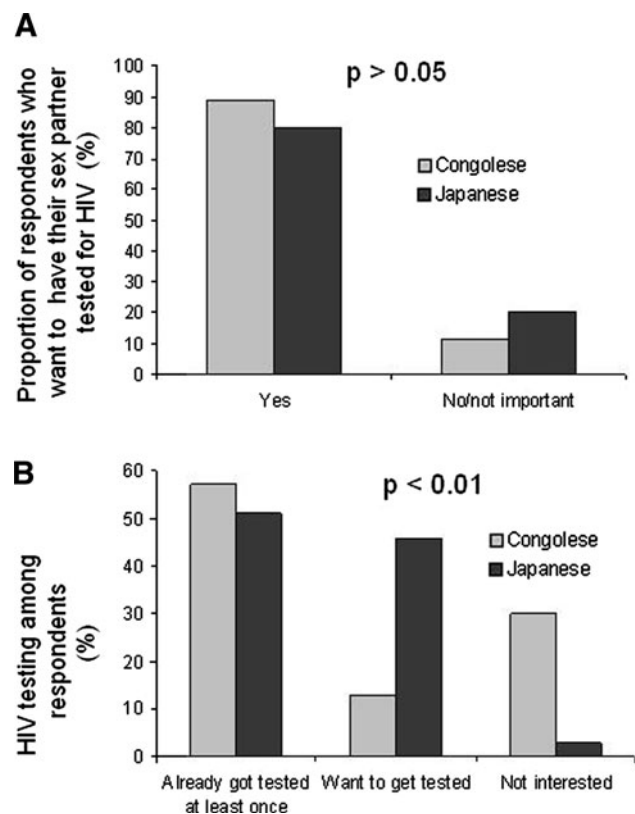 A
Proportion of respondents who
want to have their sex partner
tested for HIV (%)
100
90
80
70
60
50
40
30
20
10
0
p > 0.05
Congolese
Japanese
Yes
No/not important
B
HIV testing among
respondents
(%)
60
50
40
30
20
10
0
p < 0.01
Congolese
Japanese
Already got tested
at least once
Want to get tested
Not interested